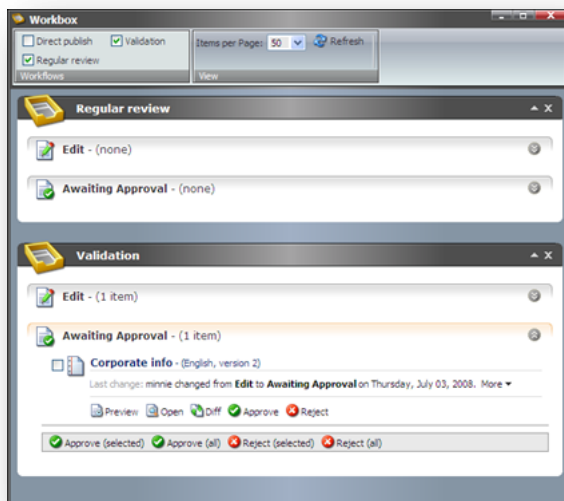 Workbox
Direct publish Validation
Items per Page: 50 Refresh
Regular review
Workflows View
Regular review X
Edit - (none)
Awaiting Approval - (none)
Validation X
Edit - (1 item)
Awaiting Approval - (1 item)
Corporate info - (English, version 2)
Last change: minnie changed from Edit to Awaiting Approval on Thursday, July 03, 2008. More
Preview Open Diff Approve Reject
Approve (selected) Approve (all) Reject (selected) Reject (all)